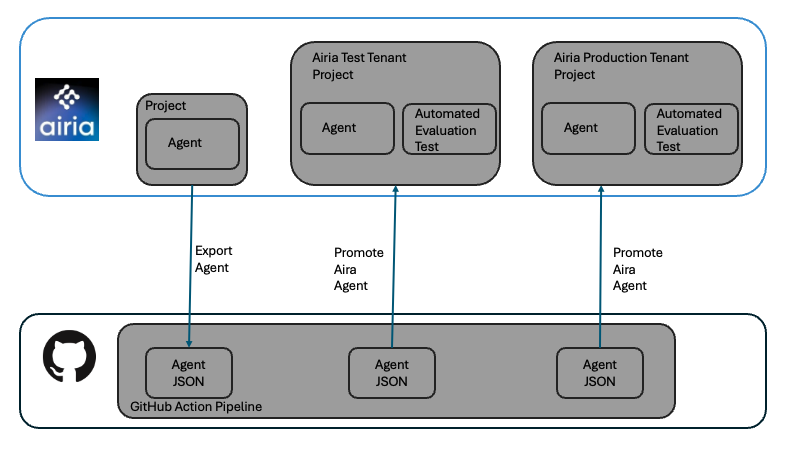 airia
Project
Agent
Airia Test Tenant
Project
Agent
Automated
Evaluation
Test
Airia Production Tenant
Project
Agent
Automated
Evaluation
Test
Export
Agent
Promote
Aira
Agent
Promote
Aira
Agent
Agent
JSON
Agent
JSON
Agent
JSON
GitHub Action Pipeline